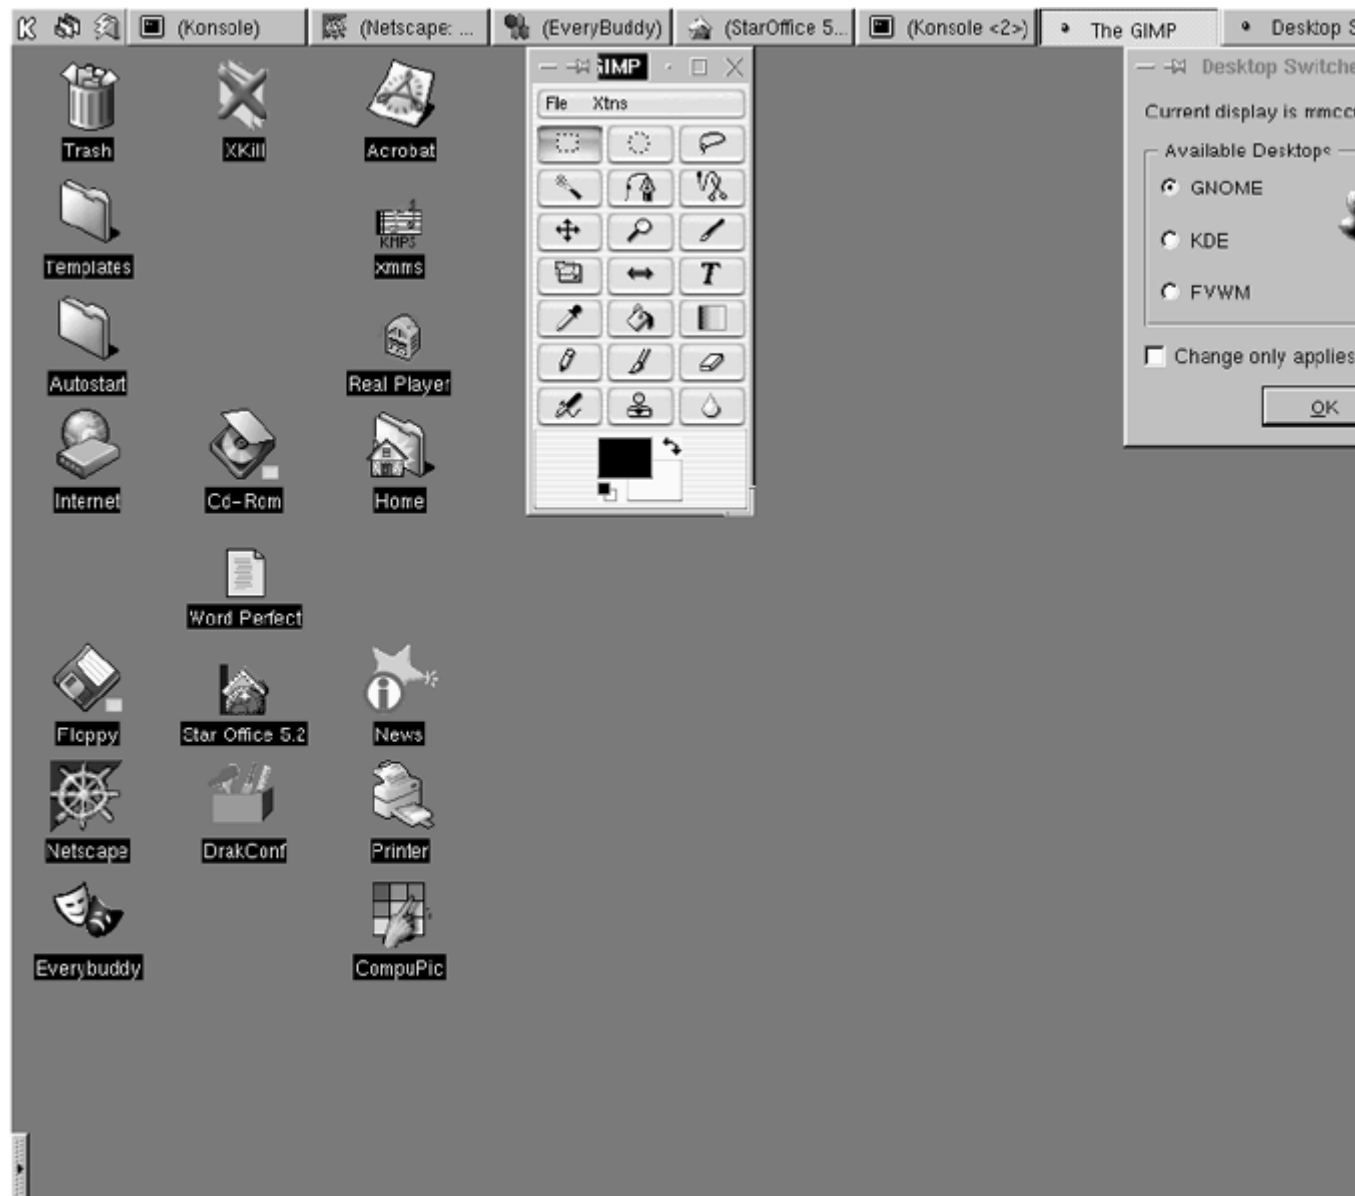 (Konsole)
(Netscape: ...
(EveryBuddy)
(StarOffice 5...
(Konsole <2>)
The GIMP
Desktop S
GIMP
Desktop Switche
File Xtns
Current display is
Available Desktops
GNOME
KDE
FVWM
Change only applies
OK
Trash
XKill
Acrobat
Templates
KMPS
xmms
Autostart
Real Player
Internet
Cd-Rom
Home
Word Perfect
Floppy
Star Office 5.2
News
Netscape
DrakConf
Printer
Everybuddy
CompuPic